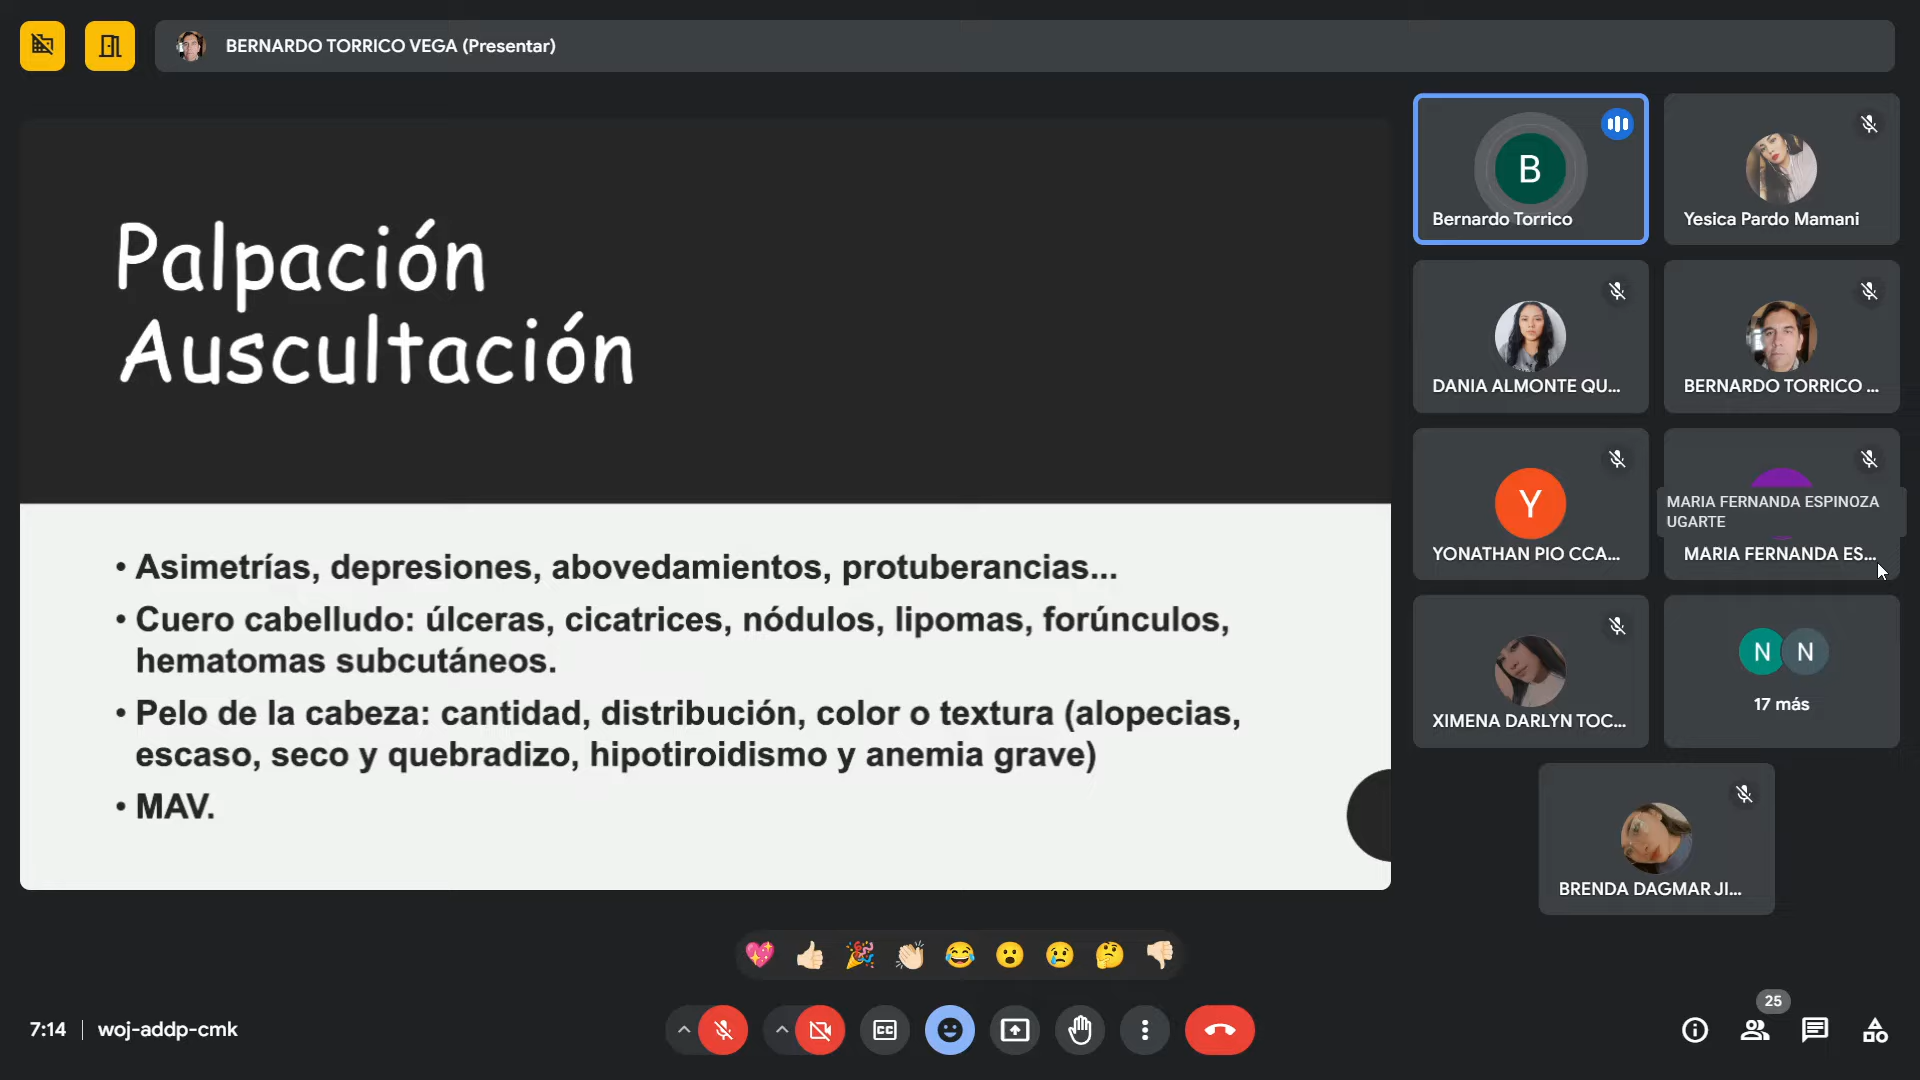 BERNARDO TORRICO VEGA (Presentar)
Palpación
Auscultación
• Asimetrías, depresiones, abovedamientos, protuberancias...
• Cuero cabelludo: úlceras, cicatrices, nódulos, lipomas, forúnculos,
hematomas subcutáneos.
• Pelo de la cabeza: cantidad, distribución, color o textura (alopecias,
escaso, seco y quebradizo, hipotiroidismo y anemia grave)
• MAV.
B
Bernardo Torrico
Yesica Pardo Mamani
DANIA ALMONTE QU...
BERNARDO TORRICO ...
Y
YONATHAN PIO CCA...
MARIA FERNANDA ESPINOZA
UGARTE
MARIA FERNANDA ES...
XIMENA DARLYN TOC...
N N
17 más
BRENDA DAGMAR JI...
7:14 | woj-addp-cmk
CC
25